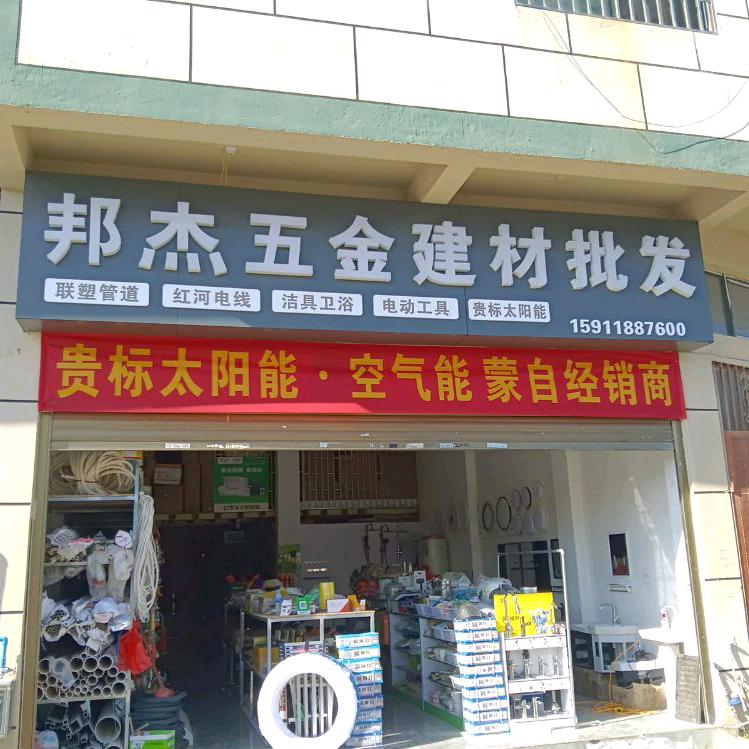 邦杰五金建材批发
联塑管道 红河电线 洁具卫浴 电动工具 贵标太阳能
15911887600
贵标太阳能·空气能 蒙自经销商